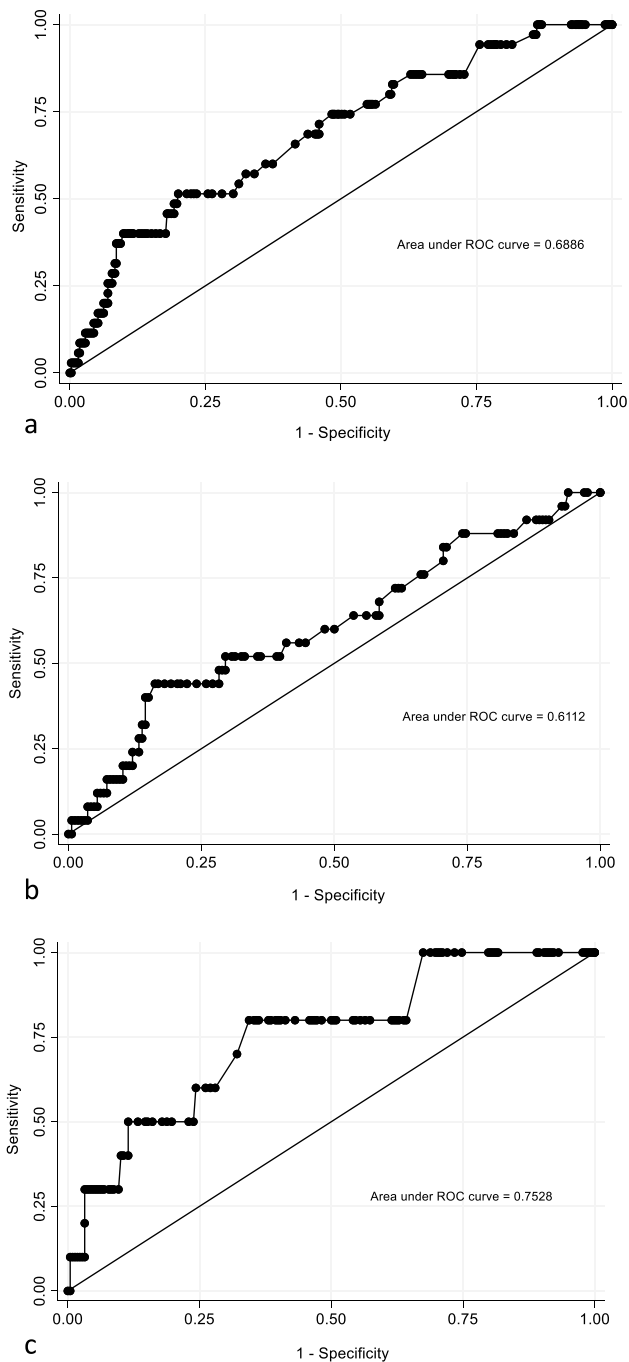 1.00
0.75
Sensitivity
0.50
Area under ROC curve = 0.6886
0.25
0.00
0.00 0.25 0.50 0.75 1.00
a
1 - Specificity
1.00
0.75
Sensitivity
0.50
Area under ROC curve = 0.6112
0.25
0.00
0.00 0.25 0.50 0.75 1.00
b
1 - Specificity
1.00
0.75
Sensitivity
0.50
Area under ROC curve = 0.7528
0.25
0.00
0.00 0.25 0.50 0.75 1.00
c
1 - Specificity